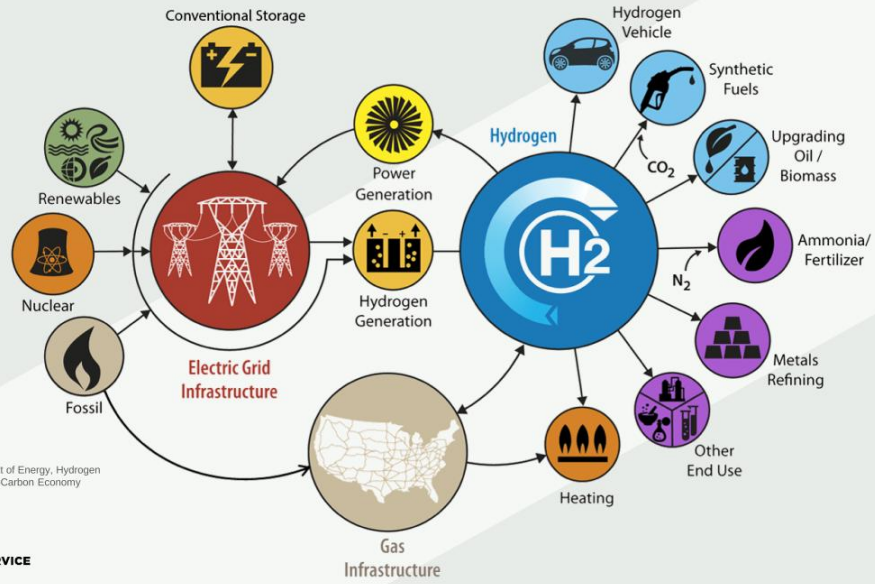 Conventional Storage
Hydrogen
Vehicle
Synthetic
Fuels
Hydrogen
CO2
Upgrading
Oil /
Biomass
Renewables
Power
Generation
H2
Ammonia/
Fertilizer
N2
Nuclear
- +
Hydrogen
Generation
Electric Grid
Infrastructure
Metals
Refining
Fossil
Other
End Use
t of Energy, Hydrogen
Carbon Economy
Heating
Gas
Infrastructure
RVICE